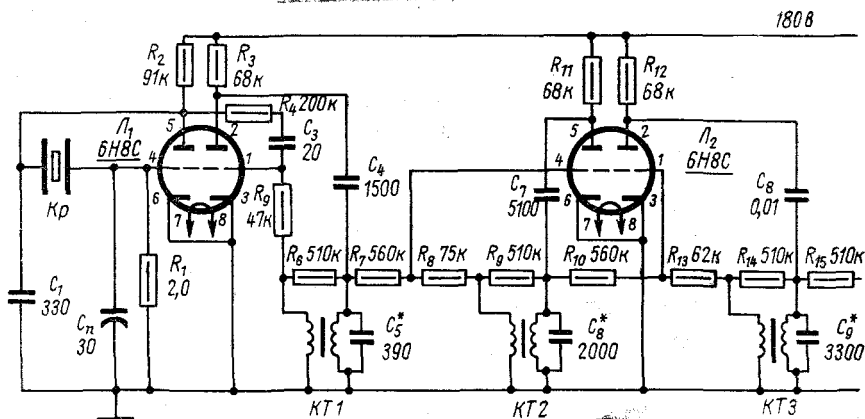 180 В
R2
91к
R3
68к
R11
68к
R12
68к
Л1
6Н8С
R4 200к
C3
20
5
2
4
1
6
3
7
8
C4
1500
Л2
6Н8С
5
2
4
1
6
3
7
8
C7
5100
C8
0,01
Кр
R9
47к
R6 510к
R7 560к
R8 75к
R9 510к
R10 560к
R13 62к
R14 510к
R15 510к
C1
330
Cп
30
R1
2,0
C5*
390
C8*
2000
C9*
3300
КТ1
КТ2
КТ3